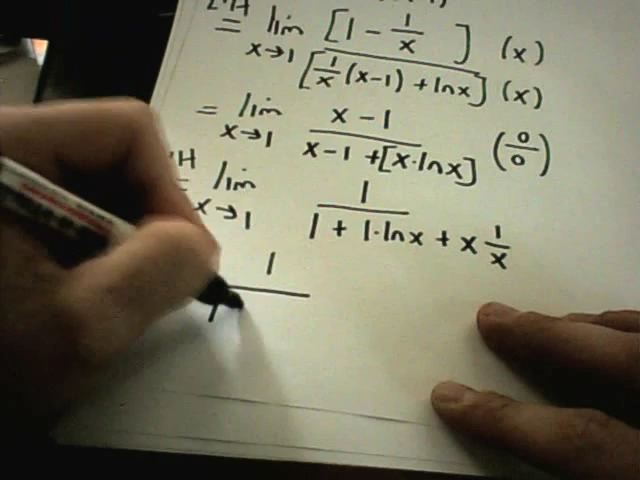 L'H = lim x→1 [1 - 1/x] (x) / [1/x (x-1) + ln x] (x)
= lim x→1 x - 1 / x - 1 + [x·ln x] (0/0)
'H = lim x→1 1 / 1 + 1·ln x + x 1/x
1